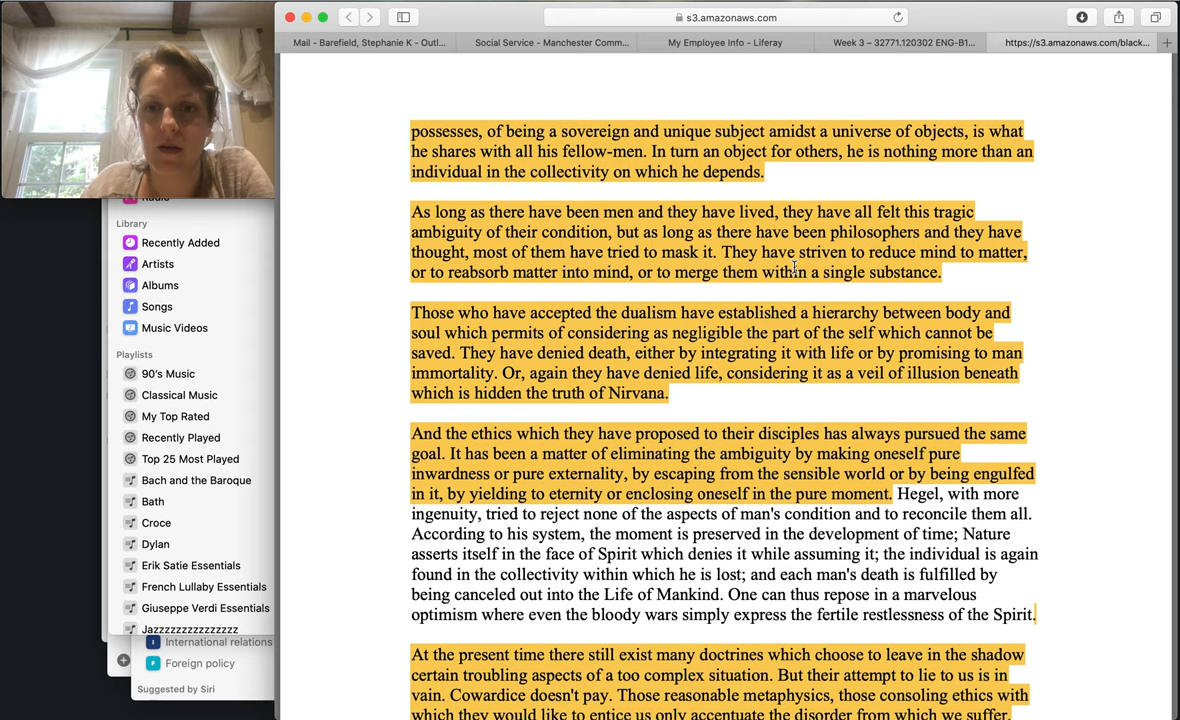 s3.amazonaws.com
Mail - Barefield, Stephanie K - Outl...
Social Service - Manchester Comm...
My Employee Info - Liferay
Week 3 – 32771.120302 ENG-B1...
https://s3.amazonaws.com/black...
Radio
Library
Recently Added
Artists
Albums
Songs
Music Videos
Playlists
90's Music
Classical Music
My Top Rated
Recently Played
Top 25 Most Played
Bach and the Baroque
Bath
Croce
Dylan
Erik Satie Essentials
French Lullaby Essentials
Giuseppe Verdi Essentials
Jazzzzzzzzzzzzzzz
I International relations
F Foreign policy
Suggested by Siri
possesses, of being a sovereign and unique subject amidst a universe of objects, is what
he shares with all his fellow-men. In turn an object for others, he is nothing more than an
individual in the collectivity on which he depends.
As long as there have been men and they have lived, they have all felt this tragic
ambiguity of their condition, but as long as there have been philosophers and they have
thought, most of them have tried to mask it. They have striven to reduce mind to matter,
or to reabsorb matter into mind, or to merge them within a single substance.
Those who have accepted the dualism have established a hierarchy between body and
soul which permits of considering as negligible the part of the self which cannot be
saved. They have denied death, either by integrating it with life or by promising to man
immortality. Or, again they have denied life, considering it as a veil of illusion beneath
which is hidden the truth of Nirvana.
And the ethics which they have proposed to their disciples has always pursued the same
goal. It has been a matter of eliminating the ambiguity by making oneself pure
inwardness or pure externality, by escaping from the sensible world or by being engulfed
in it, by yielding to eternity or enclosing oneself in the pure moment. Hegel, with more
ingenuity, tried to reject none of the aspects of man's condition and to reconcile them all.
According to his system, the moment is preserved in the development of time; Nature
asserts itself in the face of Spirit which denies it while assuming it; the individual is again
found in the collectivity within which he is lost; and each man's death is fulfilled by
being canceled out into the Life of Mankind. One can thus repose in a marvelous
optimism where even the bloody wars simply express the fertile restlessness of the Spirit.
At the present time there still exist many doctrines which choose to leave in the shadow
certain troubling aspects of a too complex situation. But their attempt to lie to us is in
vain. Cowardice doesn't pay. Those reasonable metaphysics, those consoling ethics with
which they would like to entice us only accentuate the disorder from which we suffer.